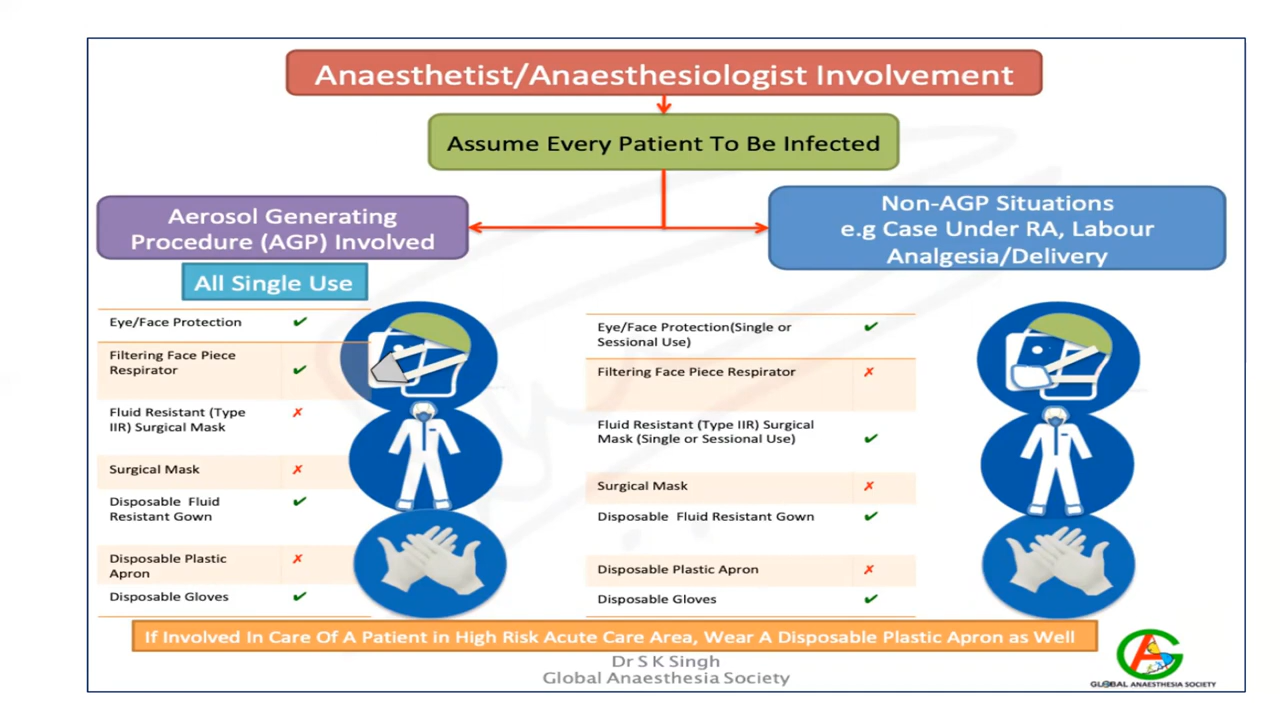 Anaesthetist/Anaesthesiologist Involvement
Assume Every Patient To Be Infected
Aerosol Generating
Procedure (AGP) Involved
All Single Use
Eye/Face Protection ✔
Filtering Face Piece
Respirator ✔
Fluid Resistant (Type ✗
IIR) Surgical Mask
Surgical Mask ✗
Disposable Fluid ✔
Resistant Gown
Disposable Plastic ✗
Apron
Disposable Gloves ✔
Non-AGP Situations
e.g Case Under RA, Labour
Analgesia/Delivery
Eye/Face Protection(Single or ✔
Sessional Use)
Filtering Face Piece Respirator ✗
Fluid Resistant (Type IIR) Surgical
Mask (Single or Sessional Use) ✔
Surgical Mask ✗
Disposable Fluid Resistant Gown ✔
Disposable Plastic Apron ✗
Disposable Gloves ✔
If Involved In Care Of A Patient in High Risk Acute Care Area, Wear A Disposable Plastic Apron as Well
Dr S K Singh
Global Anaesthesia Society
GLOBAL ANAESTHESIA SOCIETY